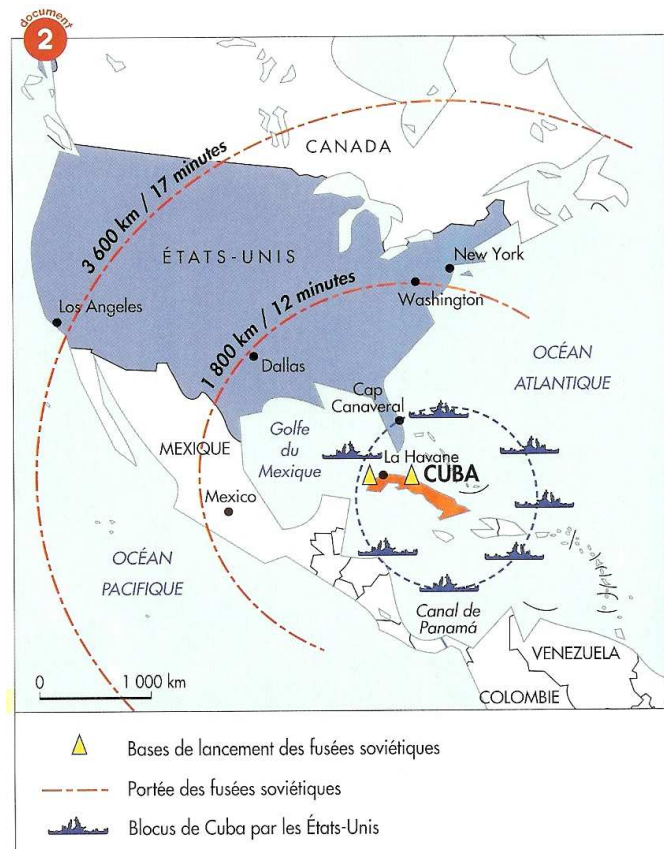 document
2
CANADA
3 600 km / 17 minutes
ÉTATS-UNIS
New York
Washington
Los Angeles
1 800 km / 12 minutes
Dallas
OCÉAN
ATLANTIQUE
Cap
Canaveral
Golfe
du
Mexique
MEXIQUE
La Havane
CUBA
Mexico
OCÉAN
PACIFIQUE
Canal de
Panamá
VENEZUELA
COLOMBIE
0 1 000 km
Bases de lancement des fusées soviétiques
Portée des fusées soviétiques
Blocus de Cuba par les États-Unis